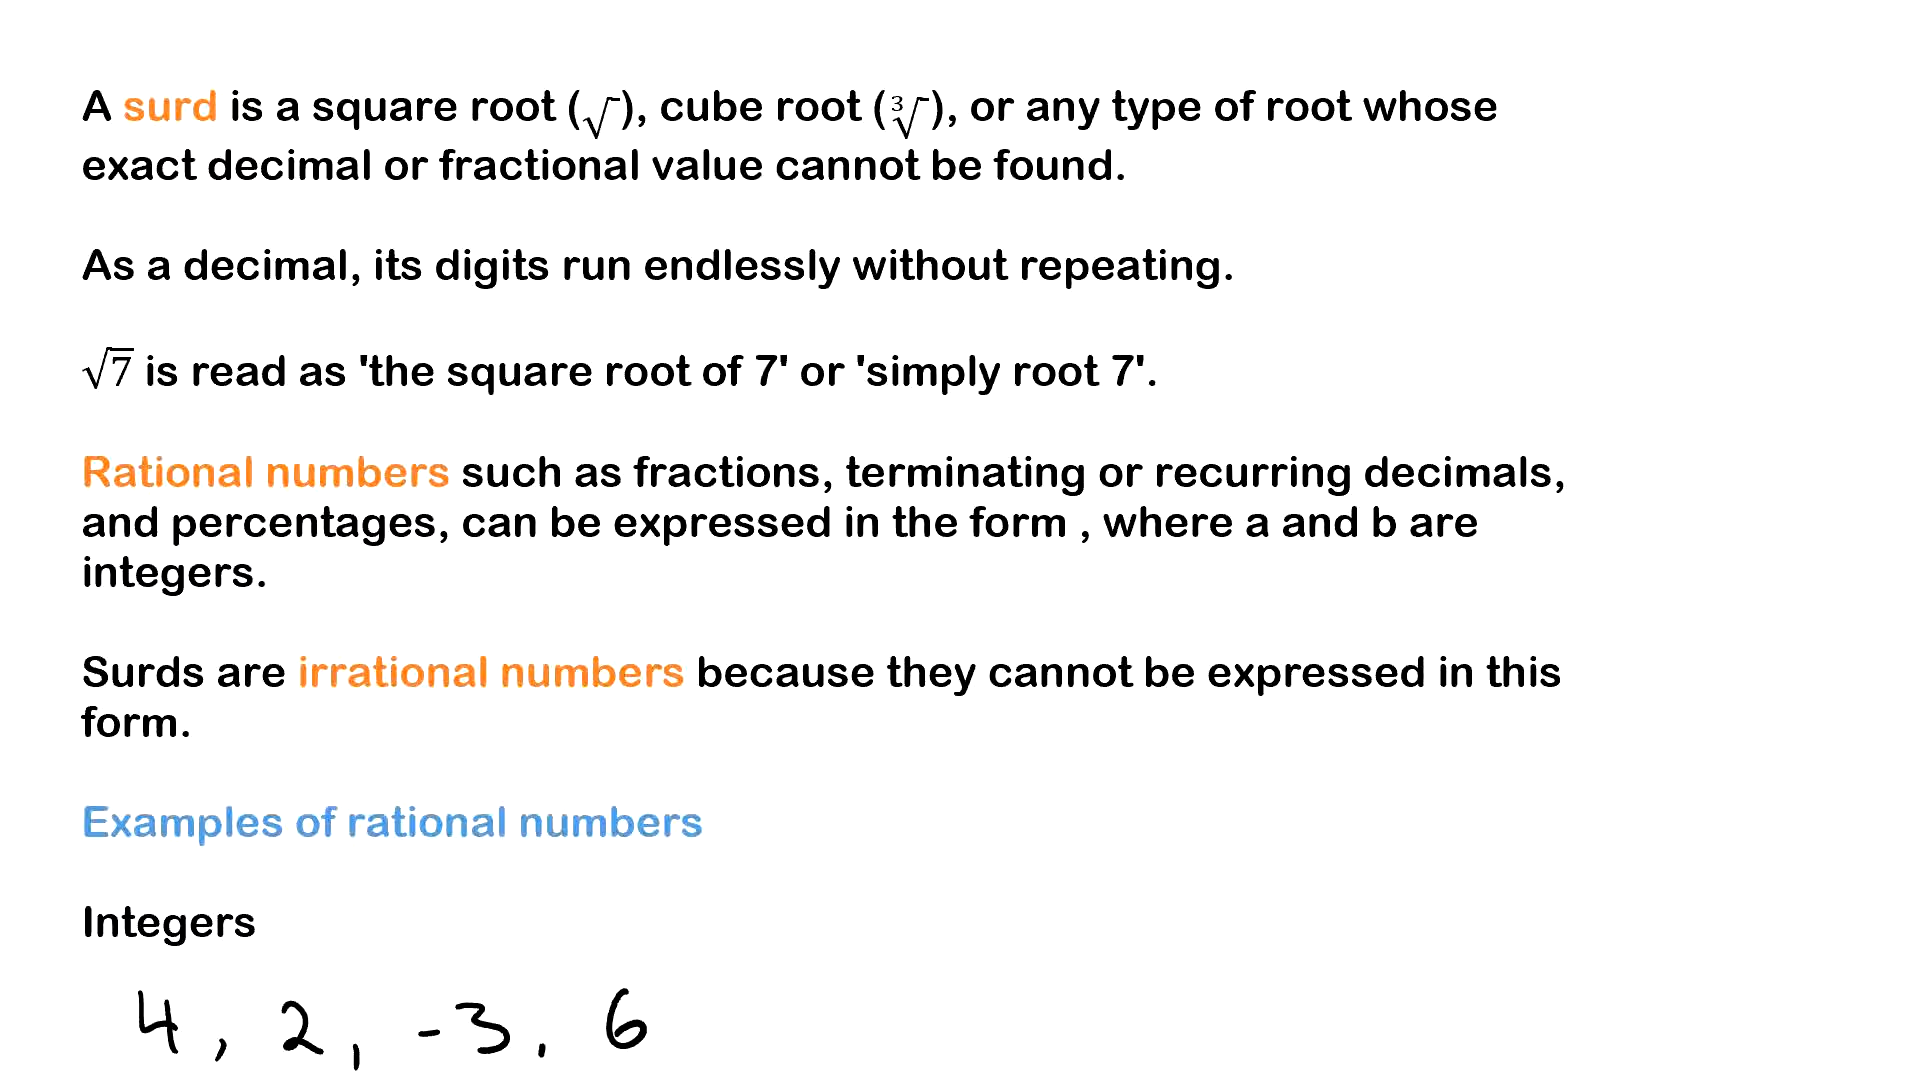 A surd is a square root (√), cube root (∛), or any type of root whose
exact decimal or fractional value cannot be found.
As a decimal, its digits run endlessly without repeating.
√7 is read as 'the square root of 7' or 'simply root 7'.
Rational numbers such as fractions, terminating or recurring decimals,
and percentages, can be expressed in the form , where a and b are
integers.
Surds are irrational numbers because they cannot be expressed in this
form.
Examples of rational numbers
Integers
4, 2, -3, 6